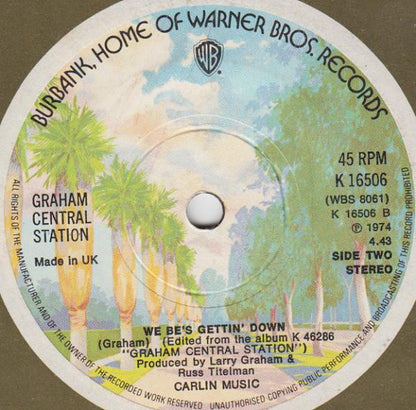 BURBANK, HOME OF WARNER BROS. RECORDS
WB
GRAHAM
CENTRAL
STATION
Made in UK
45 RPM
K 16506
(WBS 8061)
K 16506 B
℗ 1974
4.43
SIDE TWO
STEREO
WE BE'S GETTIN' DOWN
(Graham) (Edited from the album K 46286
"GRAHAM CENTRAL STATION")
Produced by Larry Graham &
Russ Titelman
CARLIN MUSIC
ALL RIGHTS OF THE MANUFACTURER AND OF THE OWNER OF THE RECORDED WORK RESERVED UNAUTHORISED COPYING PUBLIC PERFORMANCE AND BROADCASTING OF THIS RECORD PROHIBITED